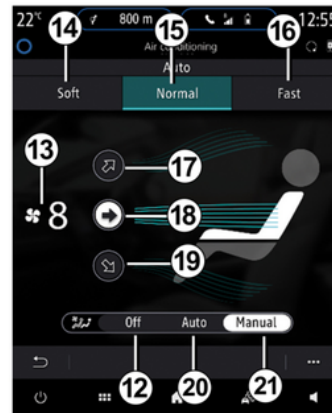 22° 800 m 12:55
14 15 16
Air conditioning
Auto
Soft Normal Fast
13
17
8
18
19
Off Auto Manual
12 20 21